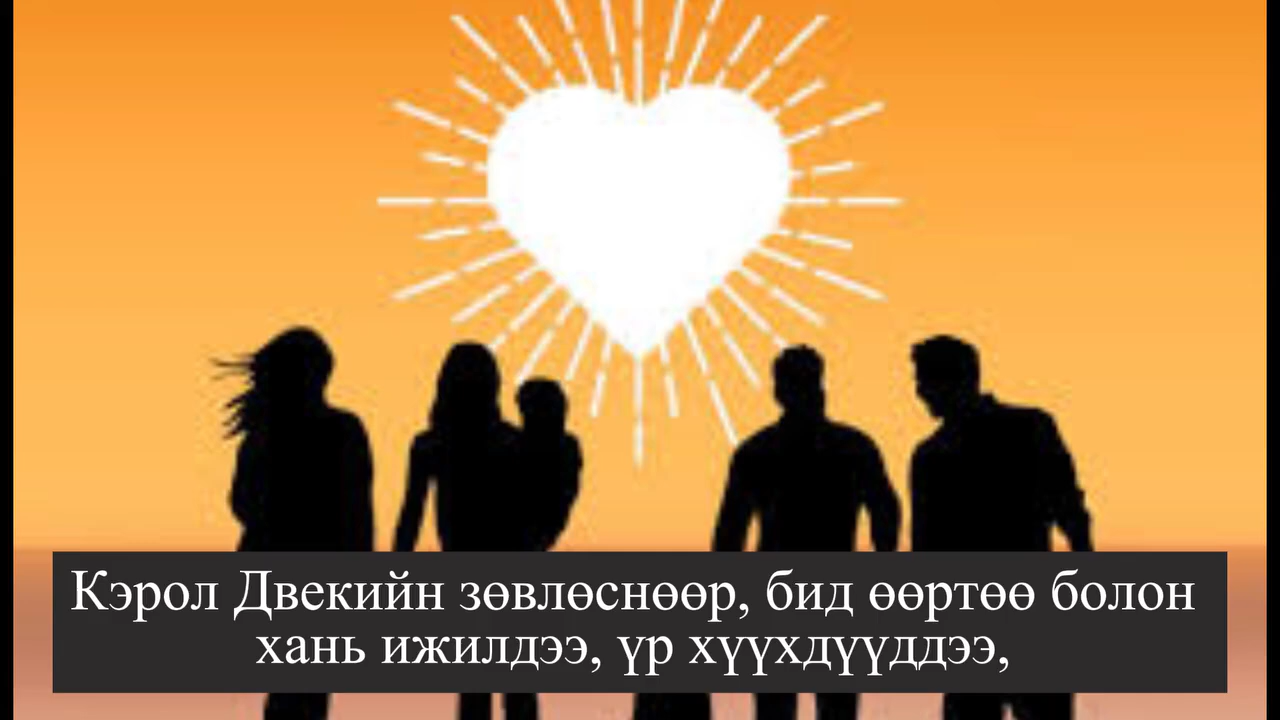 Кэрол Двекийн зөвлөснөөр, бид өөртөө болон
хань ижилдээ, үр хүүхдүүддээ,